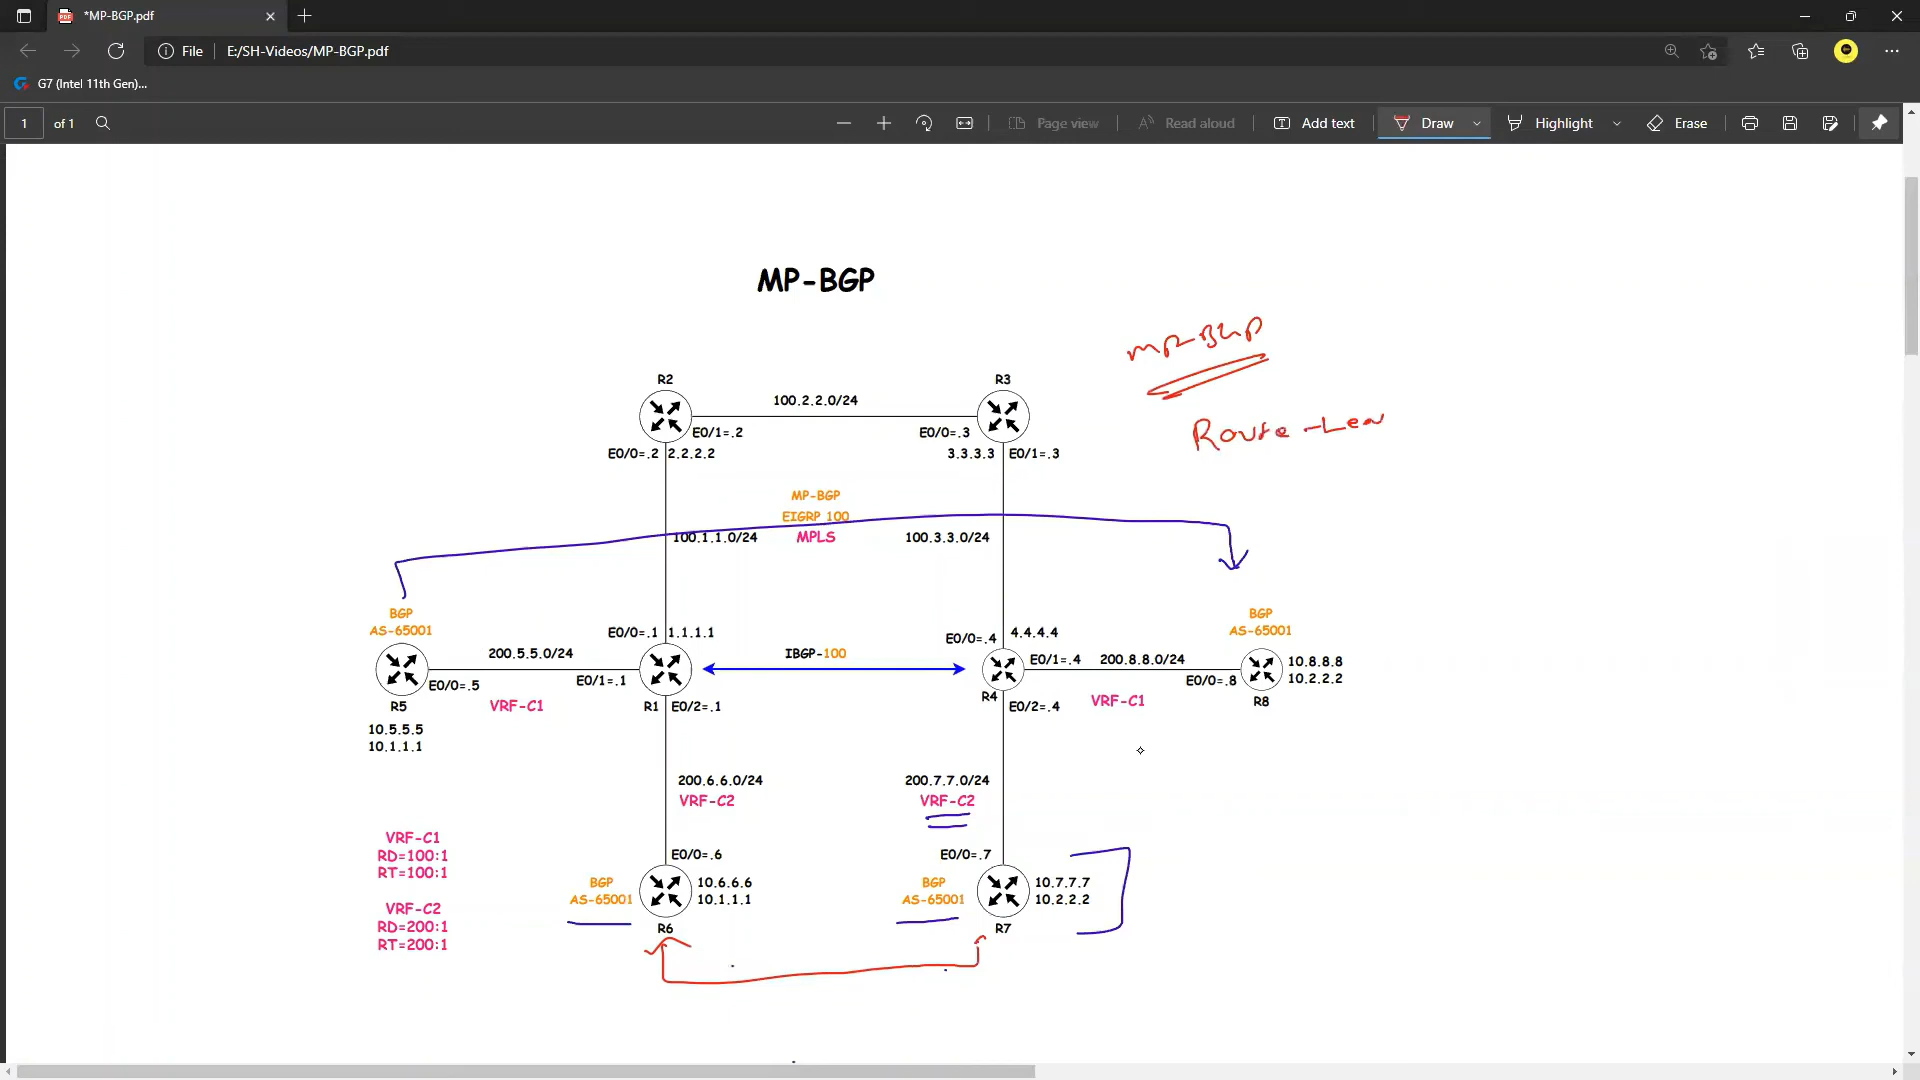 *MP-BGP.pdf
File
E:/SH-Videos/MP-BGP.pdf
G7 (Intel 11th Gen)...
1 of 1
Page view
Read aloud
Add text
Draw
Highlight
Erase
MP-BGP
MP-BGP
Route-Lea
R2
R3
100.2.2.0/24
E0/1=.2
E0/0=.3
E0/0=.2 2.2.2.2
3.3.3.3 E0/1=.3
MP-BGP
EIGRP 100
100.1.1.0/24 MPLS 100.3.3.0/24
BGP
AS-65001
BGP
AS-65001
E0/0=.1 1.1.1.1
E0/0=.4 4.4.4.4
200.5.5.0/24
IBGP-100
E0/1=.4 200.8.8.0/24
10.8.8.8
10.2.2.2
E0/0=.5
E0/1=.1
E0/0=.8
R5
VRF-C1
R1 E0/2=.1
R4
E0/2=.4
VRF-C1
R8
10.5.5.5
10.1.1.1
200.6.6.0/24
VRF-C2
200.7.7.0/24
VRF-C2
VRF-C1
RD=100:1
RT=100:1
E0/0=.6
E0/0=.7
BGP
AS-65001
10.6.6.6
10.1.1.1
BGP
AS-65001
10.7.7.7
10.2.2.2
VRF-C2
RD=200:1
RT=200:1
R6
R7